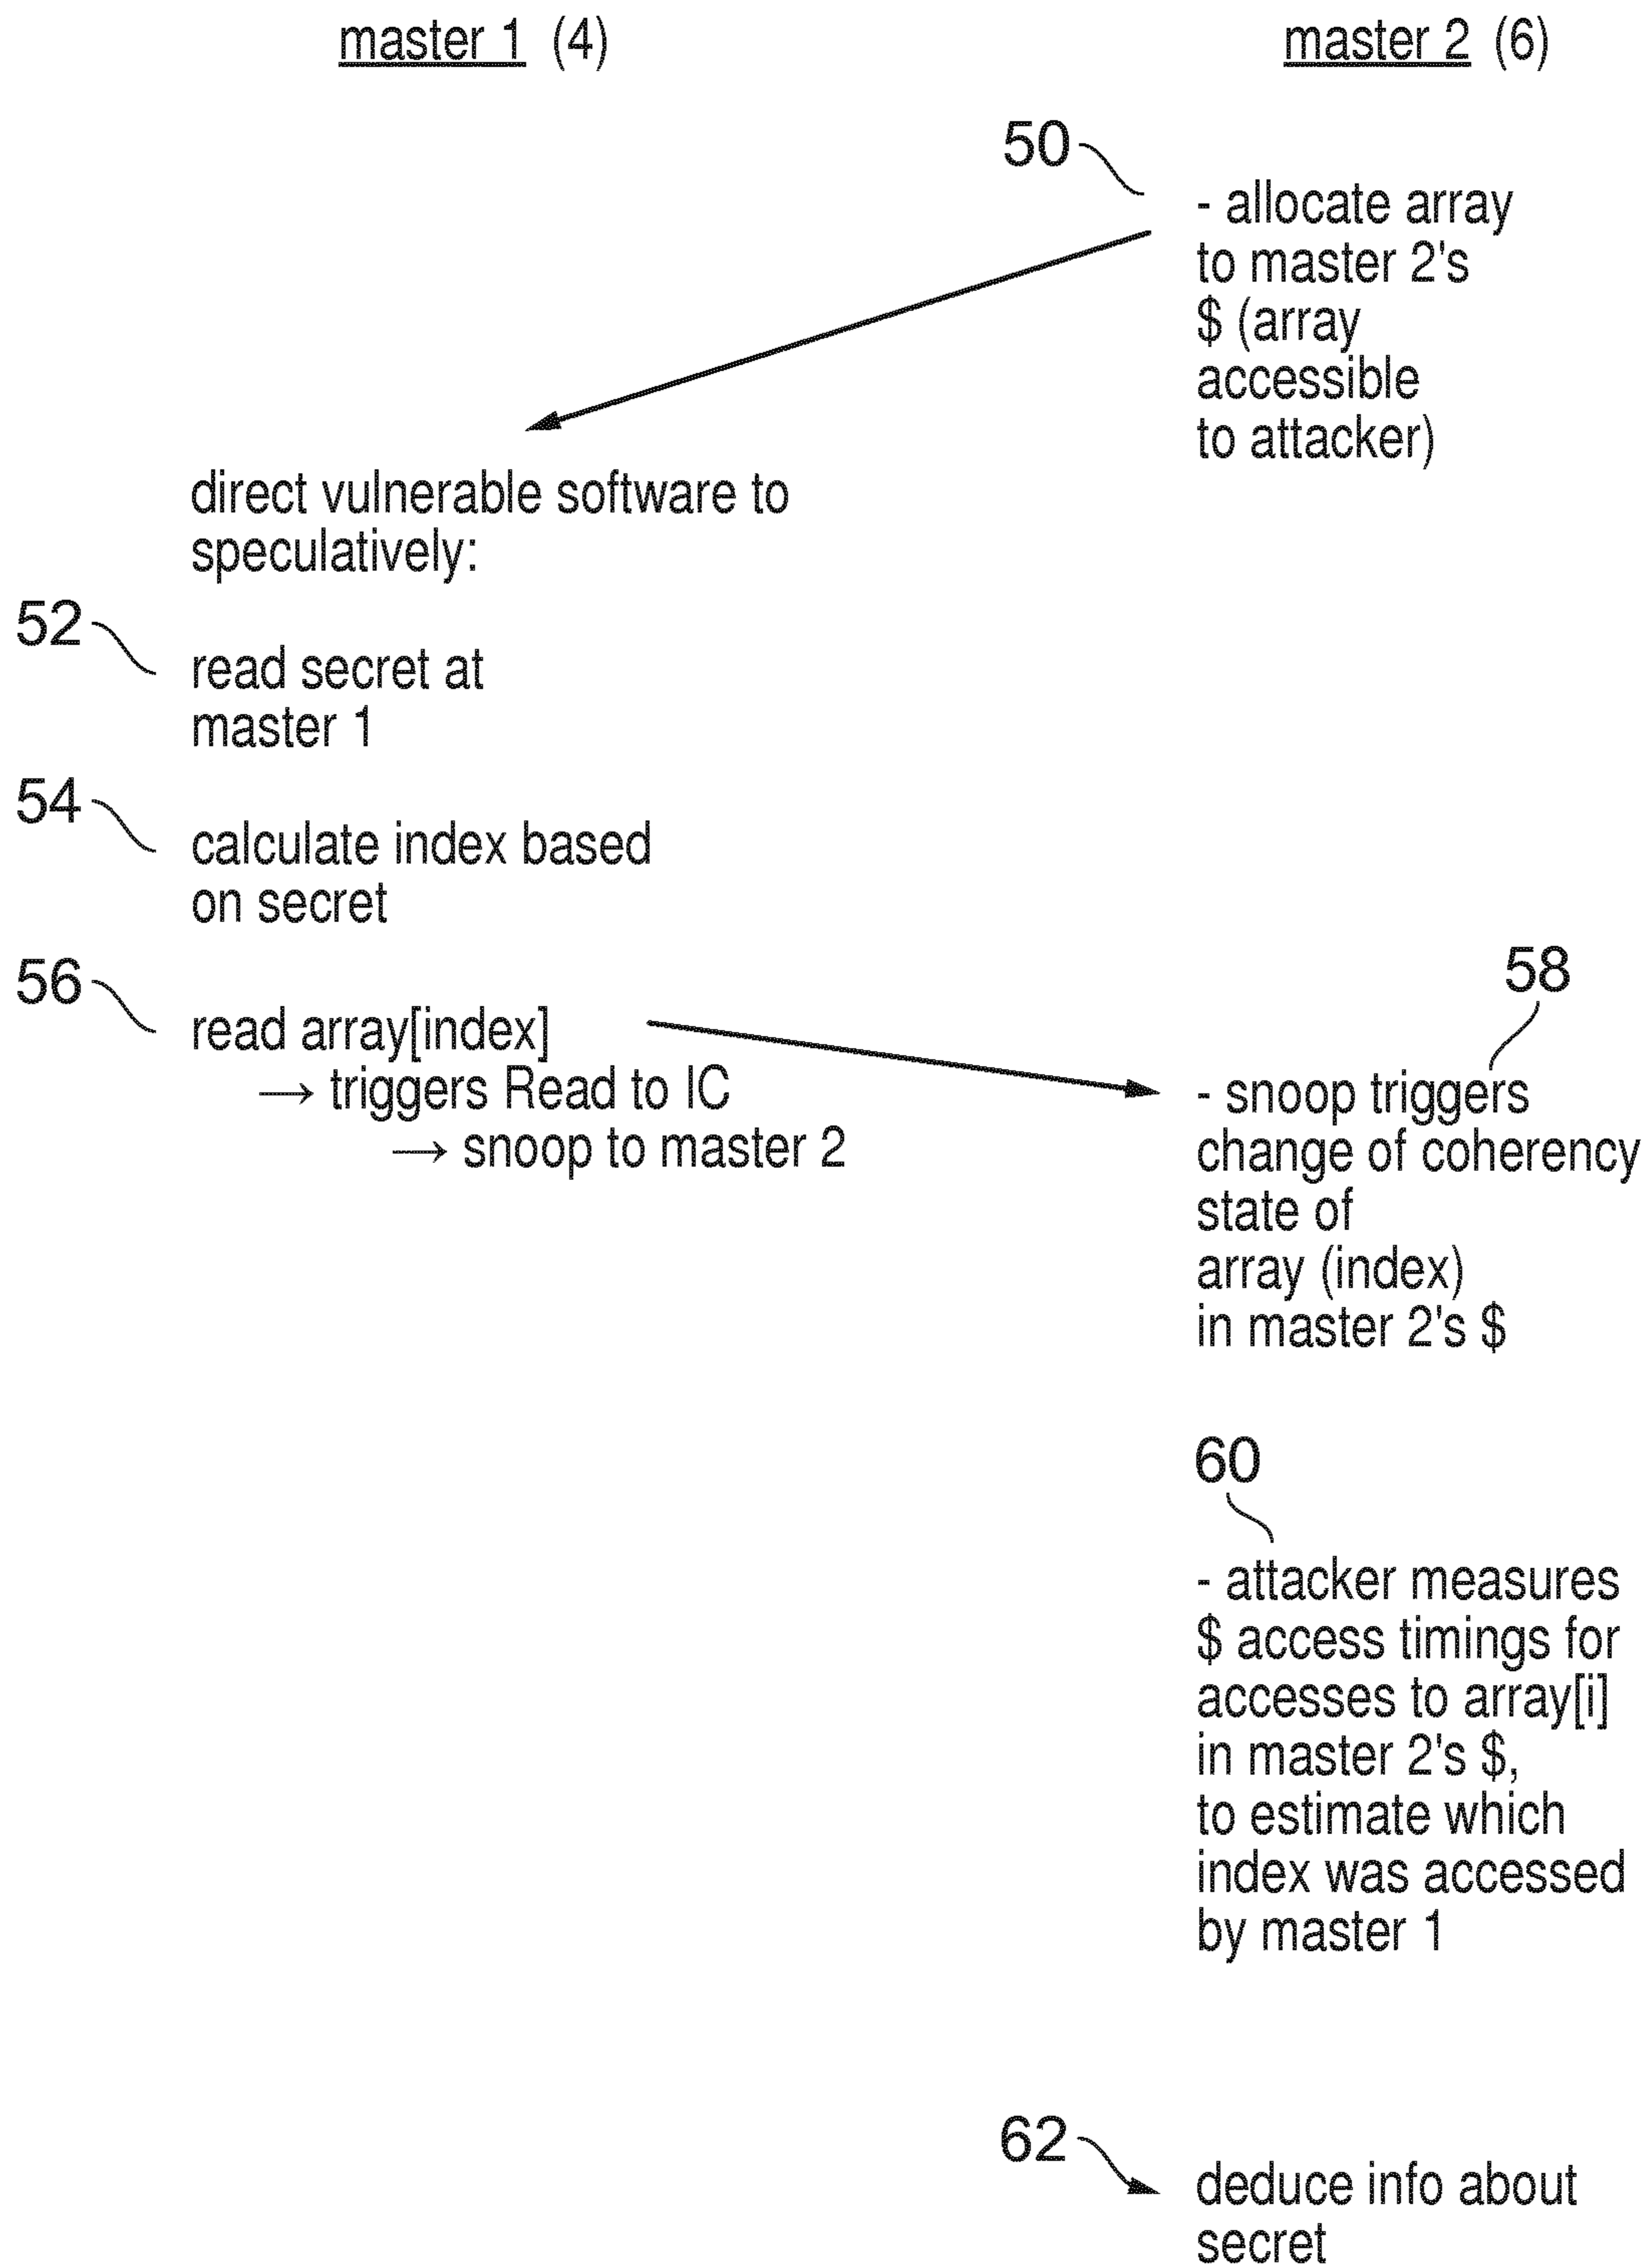 master 1 (4)
master 2 (6)
50
- allocate array
to master 2's
$ (array
accessible
to attacker)
direct vulnerable software to
speculatively:
52
read secret at
master 1
54
calculate index based
on secret
56
read array[index]
→ triggers Read to IC
→ snoop to master 2
58
- snoop triggers
change of coherency
state of
array (index)
in master 2's $
60
- attacker measures
$ access timings for
accesses to array[i]
in master 2's $,
to estimate which
index was accessed
by master 1
62
deduce info about
secret